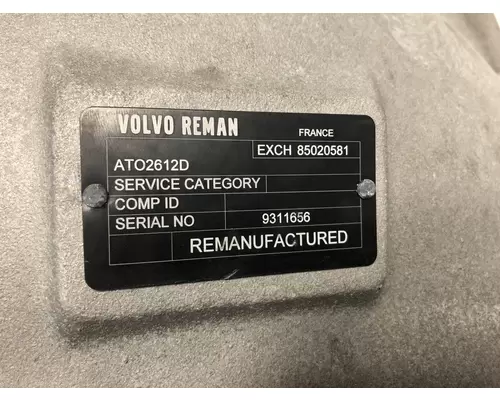 VOLVO REMAN
FRANCE
EXCH 85020581
ATO2612D
SERVICE CATEGORY
COMP ID
SERIAL NO 9311656
REMANUFACTURED